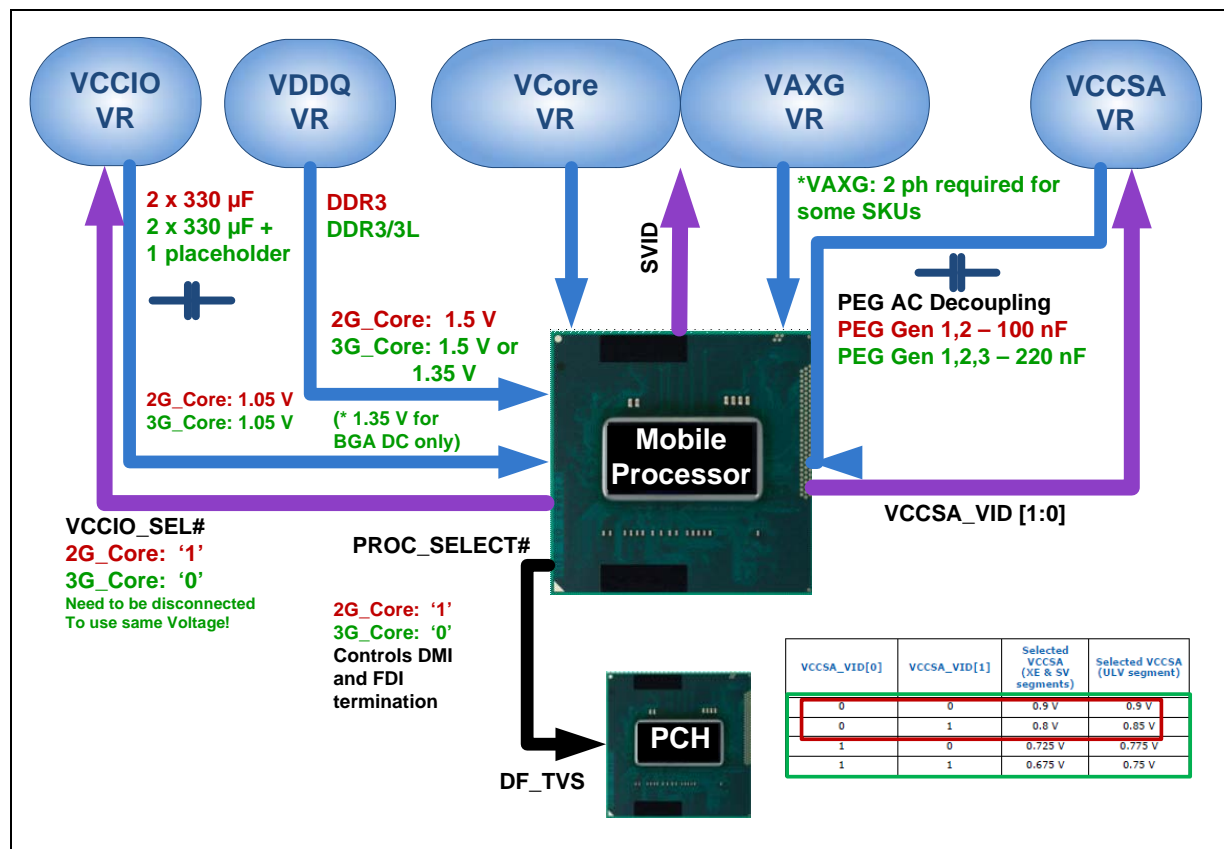 VCCIO
VR
VDDQ
VR
VCore
VR
VAXG
VR
VCCSA
VR
2 x 330 µF
2 x 330 µF +
1 placeholder
DDR3
DDR3/3L
SVID
*VAXG: 2 ph required for
some SKUs
PEG AC Decoupling
PEG Gen 1,2 – 100 nF
PEG Gen 1,2,3 – 220 nF
2G_Core: 1.5 V
3G_Core: 1.5 V or
1.35 V
2G_Core: 1.05 V
3G_Core: 1.05 V
(* 1.35 V for
BGA DC only)
Mobile
Processor
VCCSA_VID [1:0]
VCCIO_SEL#
2G_Core: ‘1’
3G_Core: ‘0’
Need to be disconnected
To use same Voltage!
PROC_SELECT#
2G_Core: ‘1’
3G_Core: ‘0’
Controls DMI
and FDI
termination
PCH
DF_TVS
VCCSA_VID[0] VCCSA_VID[1] Selected VCCSA (XE & SV segments) Selected VCCSA (ULV segment)
0 0 0.9 V 0.9 V
0 1 0.8 V 0.85 V
1 0 0.725 V 0.775 V
1 1 0.675 V 0.75 V